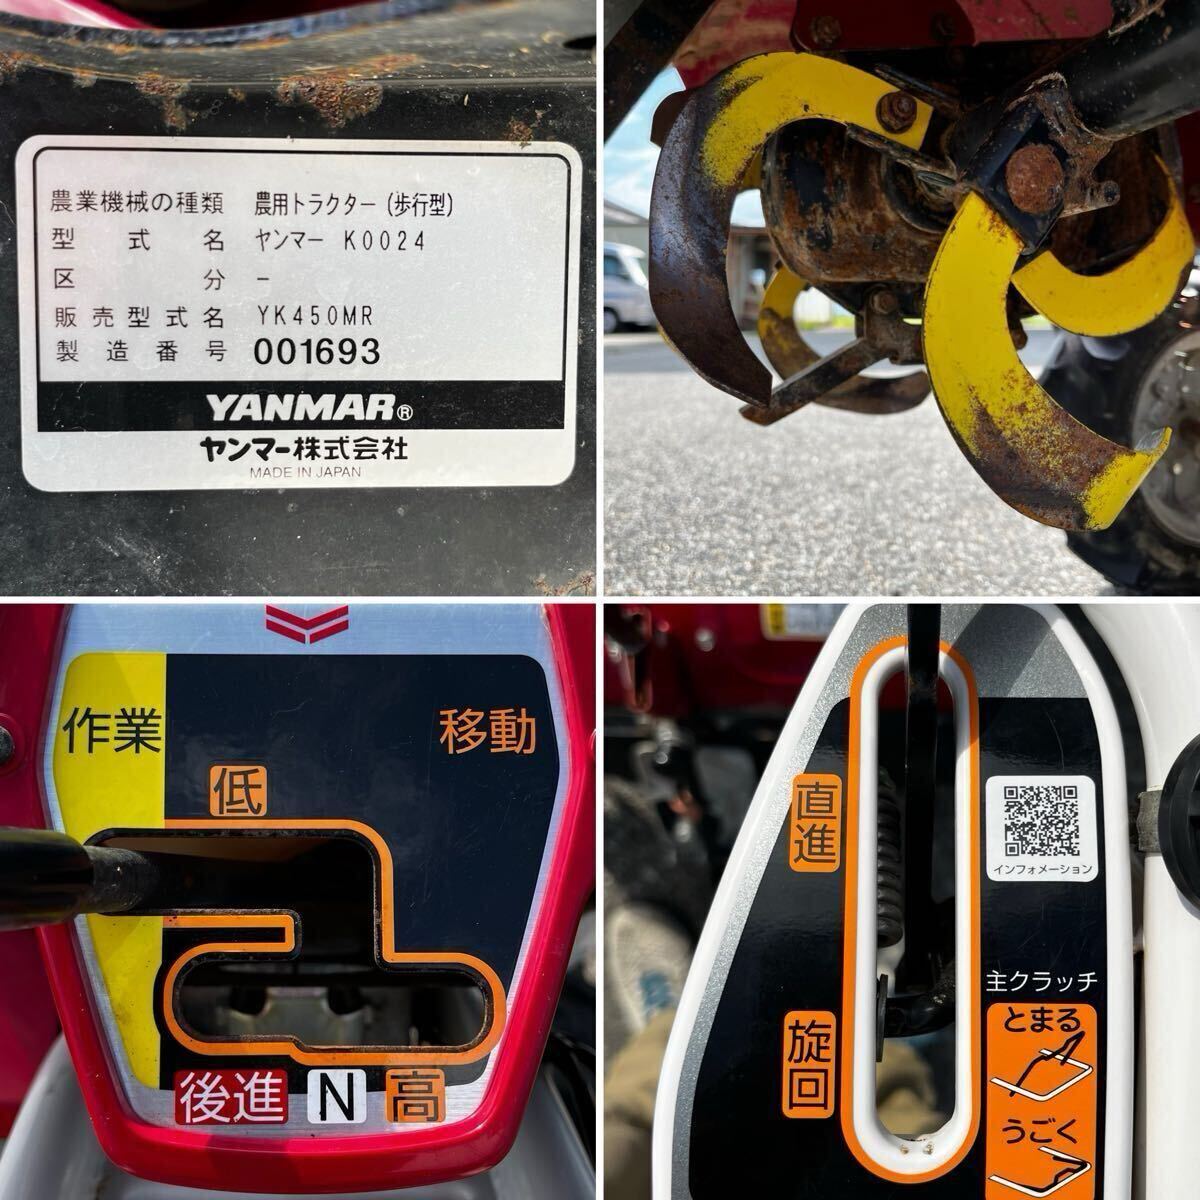 農業機械の種類 農用トラクター(歩行型)
型式名 ヤンマー K0024
区分 -
販売型式名 YK450MR
製造番号 001693
YANMAR®
ヤンマー株式会社
MADE IN JAPAN
作業
移動
低
後進 N 高
直進
インフォメーション
主クラッチ
とまる
旋回
うごく